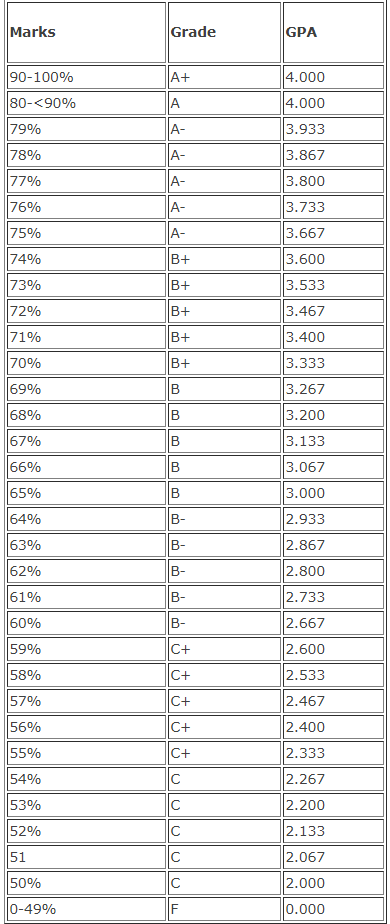 Marks Grade GPA
90-100% A+ 4.000
80-<90% A 4.000
79% A- 3.933
78% A- 3.867
77% A- 3.800
76% A- 3.733
75% A- 3.667
74% B+ 3.600
73% B+ 3.533
72% B+ 3.467
71% B+ 3.400
70% B+ 3.333
69% B 3.267
68% B 3.200
67% B 3.133
66% B 3.067
65% B 3.000
64% B- 2.933
63% B- 2.867
62% B- 2.800
61% B- 2.733
60% B- 2.667
59% C+ 2.600
58% C+ 2.533
57% C+ 2.467
56% C+ 2.400
55% C+ 2.333
54% C 2.267
53% C 2.200
52% C 2.133
51 C 2.067
50% C 2.000
0-49% F 0.000